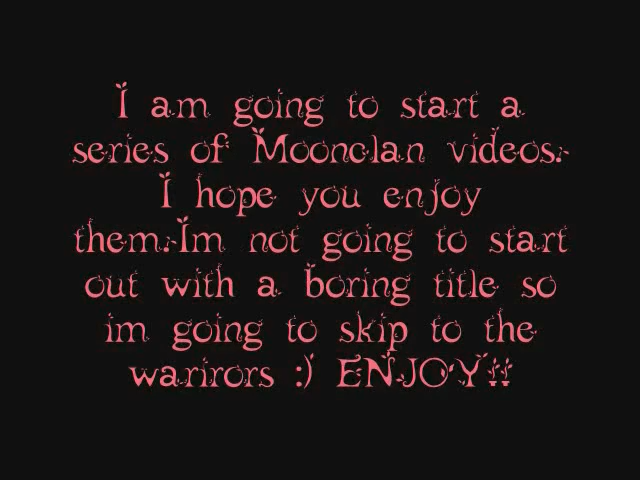 I am going to start a
series of Moonclan videos.
I hope you enjoy
them.Im not going to start
out with a boring title so
im going to skip to the
warirors :) ENJOY!!